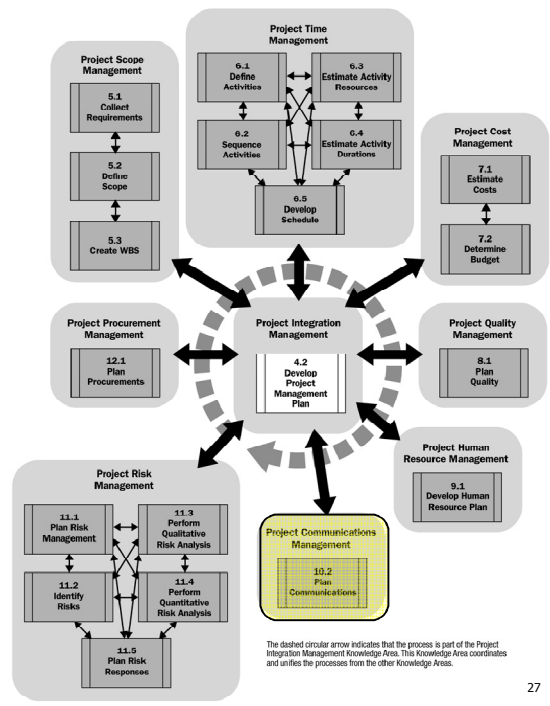 Project Scope
Management
5.1
Collect
Requirements
5.2
Define
Scope
5.3
Create WBS
Project Time
Management
6.1
Define
Activities
6.3
Estimate Activity
Resources
6.2
Sequence
Activities
6.4
Estimate Activity
Durations
6.5
Develop
Schedule
Project Cost
Management
7.1
Estimate
Costs
7.2
Determine
Budget
Project Procurement
Management
12.1
Plan
Procurements
Project Integration
Management
4.2
Develop
Project
Management
Plan
Project Quality
Management
8.1
Plan
Quality
Project Human
Resource Management
9.1
Develop Human
Resource Plan
Project Risk
Management
11.1
Plan Risk
Management
11.3
Perform
Qualitative
Risk Analysis
11.2
Identify
Risks
11.4
Perform
Quantitative
Risk Analysis
11.5
Plan Risk
Responses
Project Communications
Management
10.2
Plan
Communications
The dashed circular arrow indicates that the process is part of the Project
Integration Management Knowledge Area. This Knowledge Area coordinates
and unifies the processes from the other Knowledge Areas.
27